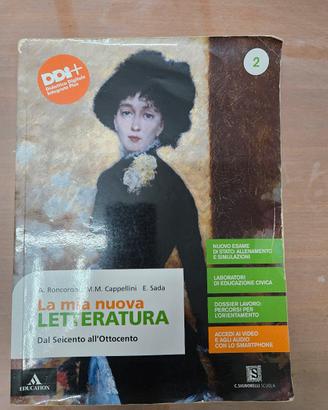 DDI+
Didattica Digitale
Integrata Plus
2
A. Roncoroni M.M. Cappellini E. Sada
La mia nuova
LETTERATURA
Dal Seicento all'Ottocento
NUOVO ESAME
DI STATO: ALLENAMENTO
E SIMULAZIONI
LABORATORI
DI EDUCAZIONE CIVICA
DOSSIER LAVORO:
PERCORSI PER
L'ORIENTAMENTO
ACCEDI AI VIDEO
E AGLI AUDIO
CON LO SMARTPHONE
EDUCATION
C. SIGNORELLI SCUOLA